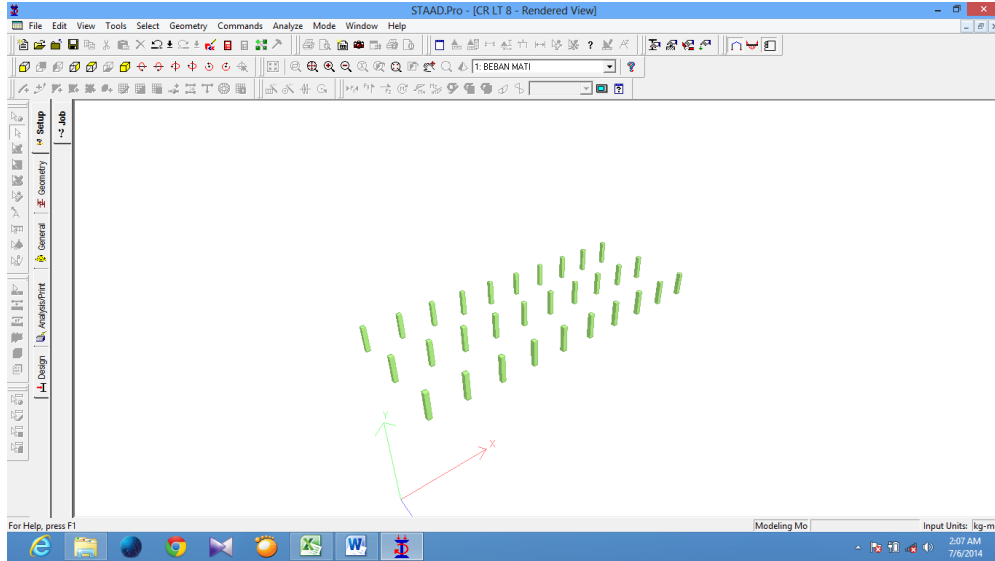 STAAD.Pro - [CR LT 8 - Rendered View]
File Edit View Tools Select Geometry Commands Analyze Mode Window Help
1: BEBAN MATI
Setup
Geometry
General
Analysis/Print
Design
Job
Y
X
For Help, press F1
Modeling Mo
Input Units: kg-m
2:07 AM
7/6/2014